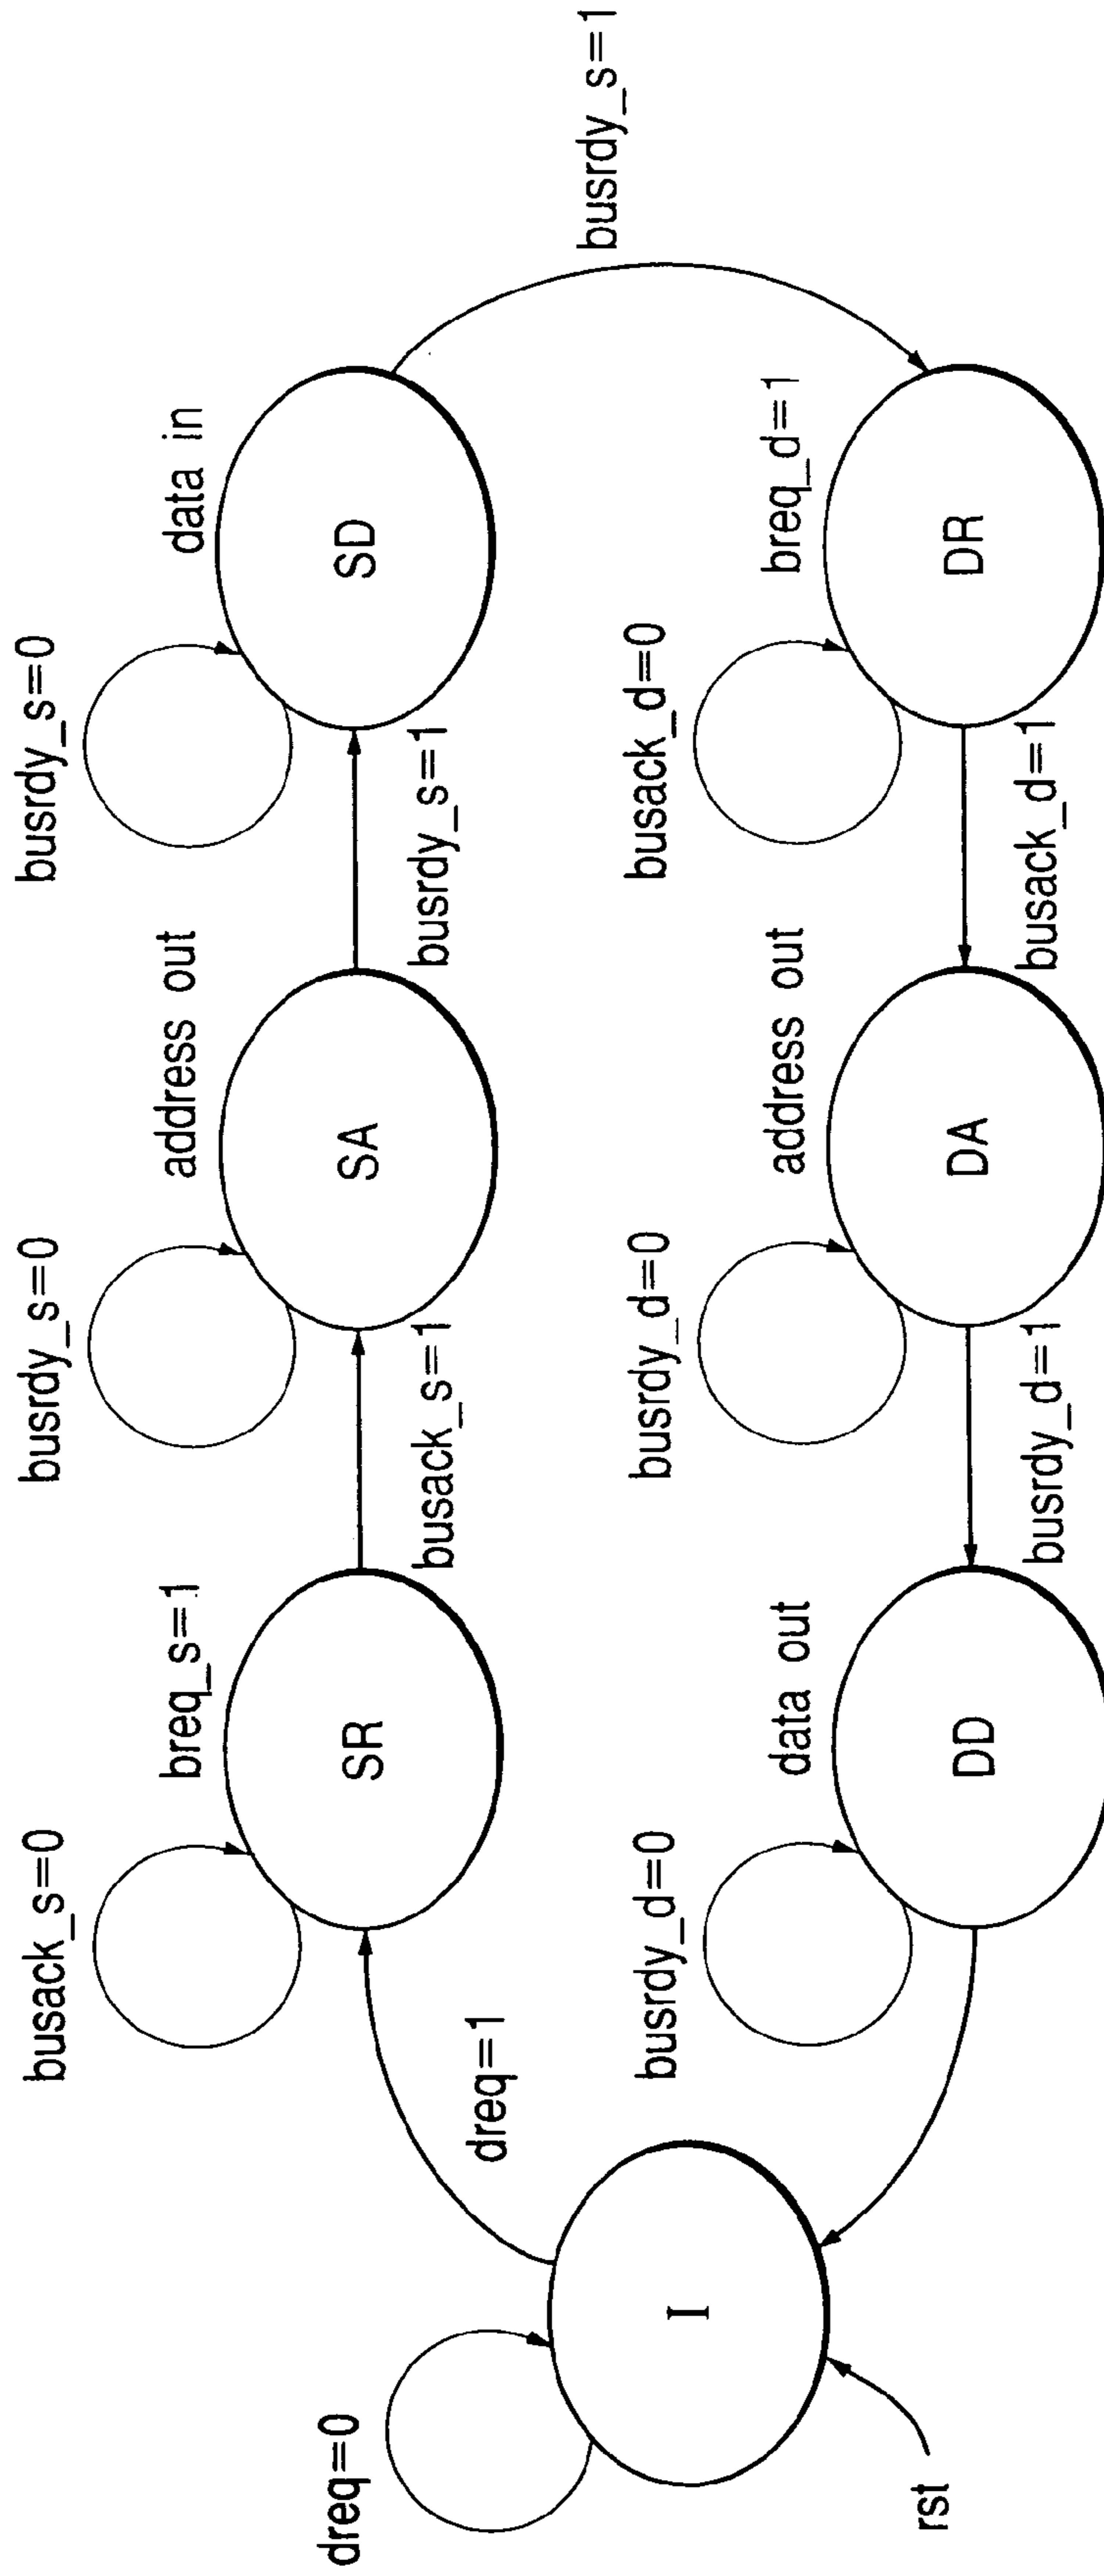 busack_s=0
busrdy_s=0
busrdy_s=0
breq_s=1
address out
data in
SR
SA
SD
busack_s=1
busrdy_s=1
busrdy_s=1
dreq=0
dreq=1
I
rst
busrdy_d=0
busrdy_d=0
busack_d=0
data out
address out
breq_d=1
DD
DA
DR
busrdy_d=1
busack_d=1